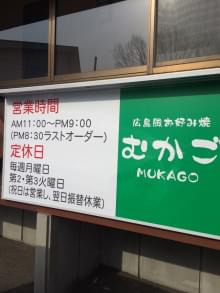 営業時間
AM11:00～PM9:00
(PM8:30ラストオーダー)
定休日
毎週月曜日
第2・第3火曜日
(祝日は営業し、翌日振替休業)
広島風お好み焼
むかご
MUKAGO